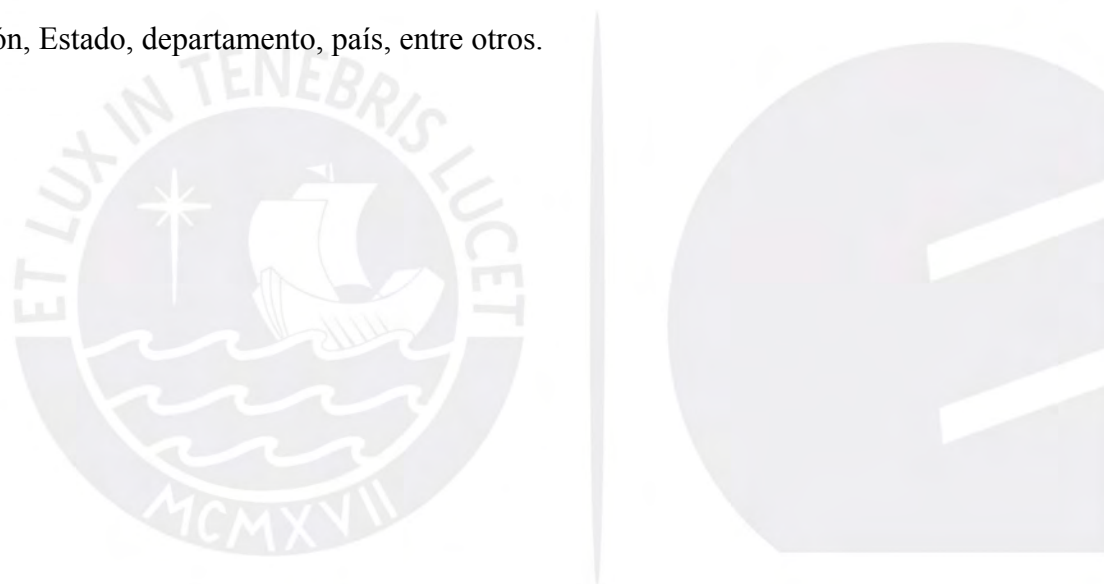 ón, Estado, departamento, país, entre otros.
ET LUX IN TENEBRIS LUCET
MCMXVII